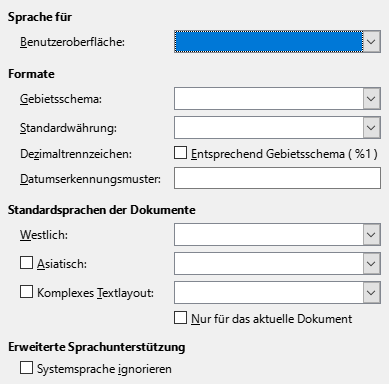 Sprache für
Benutzeroberfläche:
Formate
Gebietsschema:
Standardwährung:
Dezimaltrennzeichen: Entsprechend Gebietsschema ( %1 )
Datumserkennungsmuster:
Standardsprachen der Dokumente
Westlich:
Asiatisch:
Komplexes Textlayout:
Nur für das aktuelle Dokument
Erweiterte Sprachunterstützung
Systemsprache ignorieren